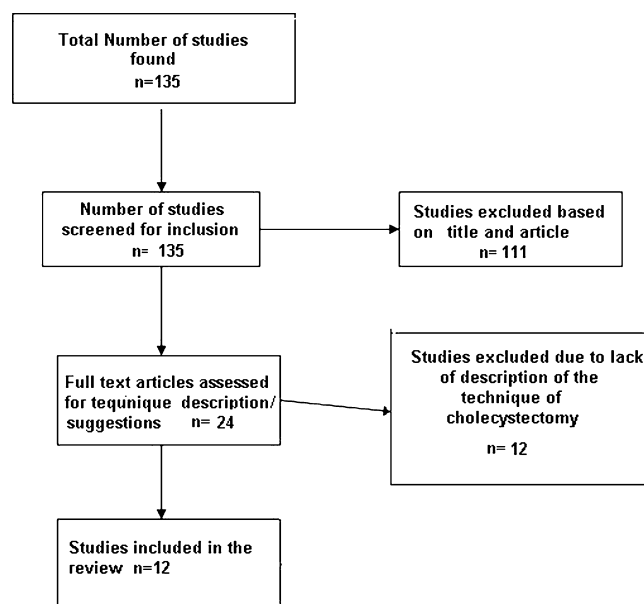 Total Number of studies
found
n=135
Number of studies
screened for inclusion
n= 135
Studies excluded based
on title and article
n= 111
Full text articles assessed
for tequnique description/
suggestions n= 24
Studies excluded due to lack
of description of the
technique of
cholecystectomy
n= 12
Studies included in the
review n=12